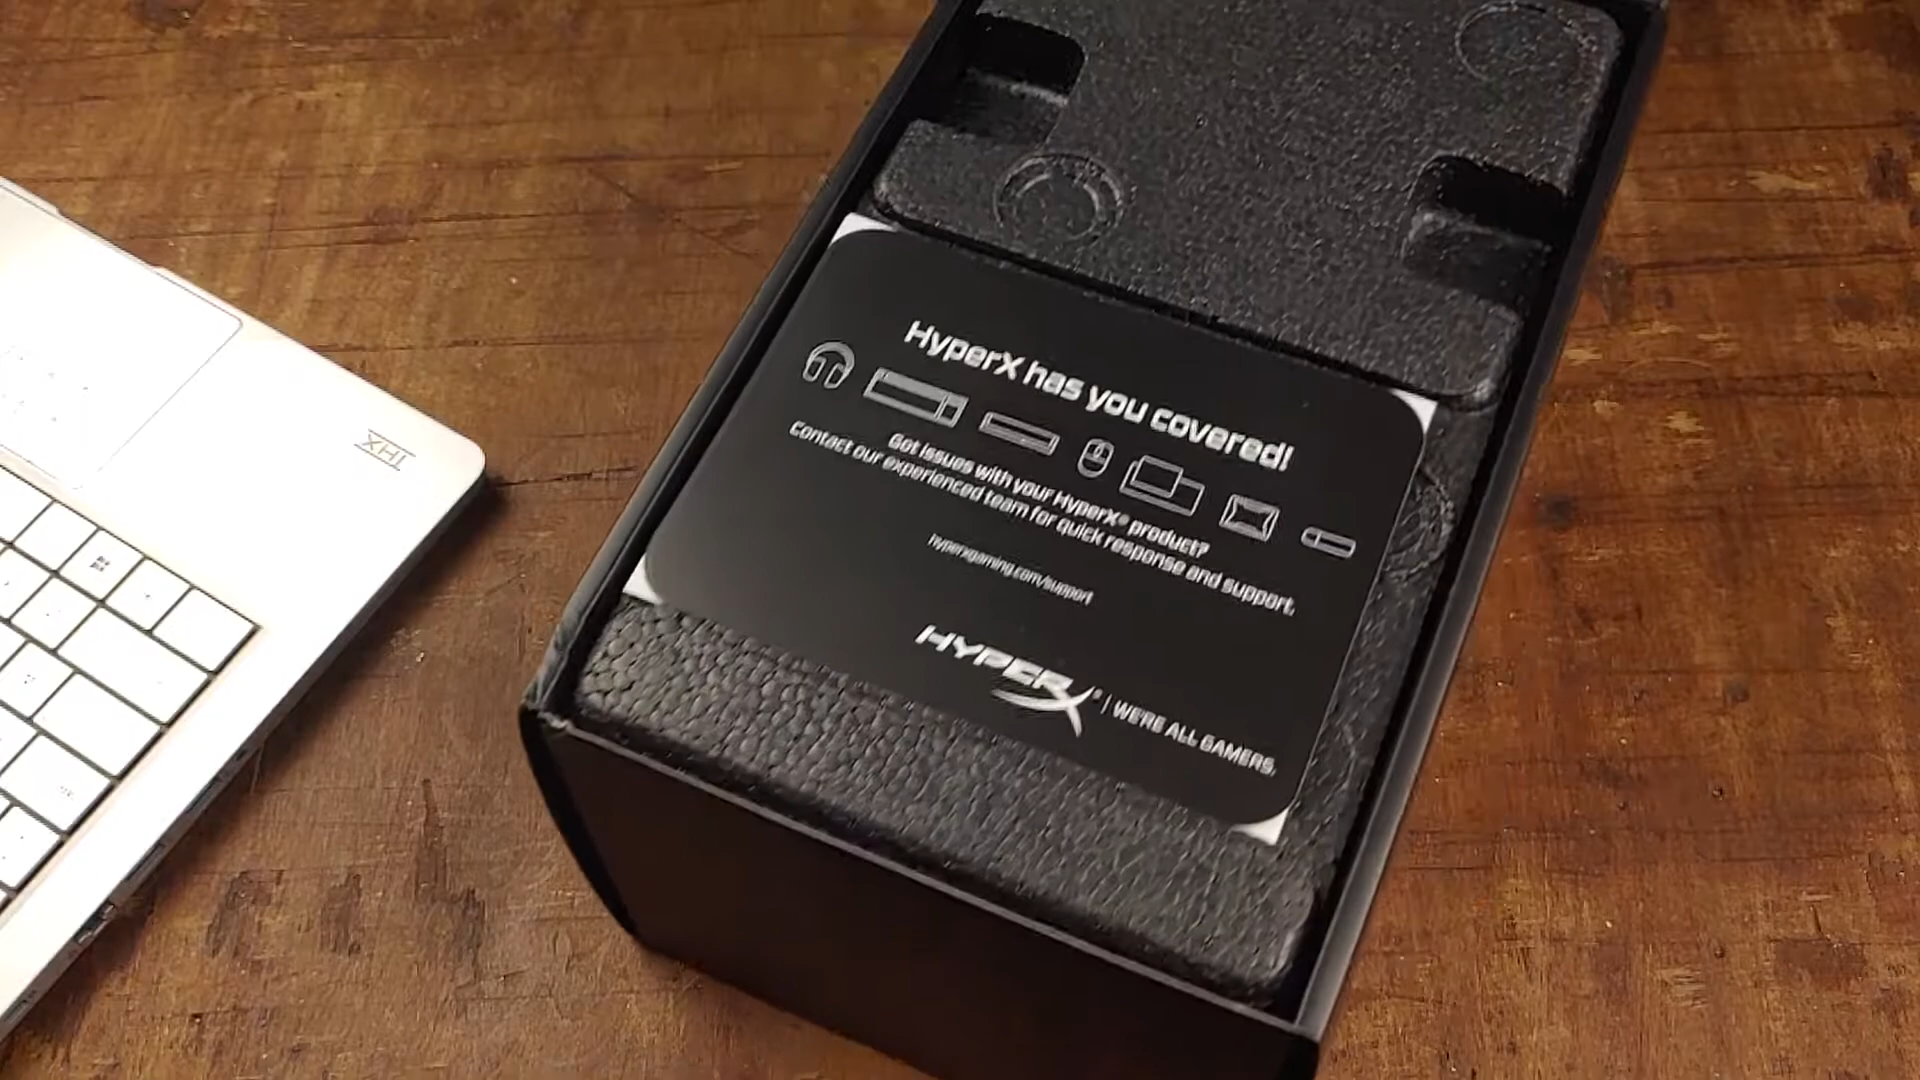 HyperX has you covered!
Got issues with your HyperX® product?
Contact our experienced team for quick response and support.
hyperxgaming.com/support
HYPERX® | WE'RE ALL GAMERS.
THX